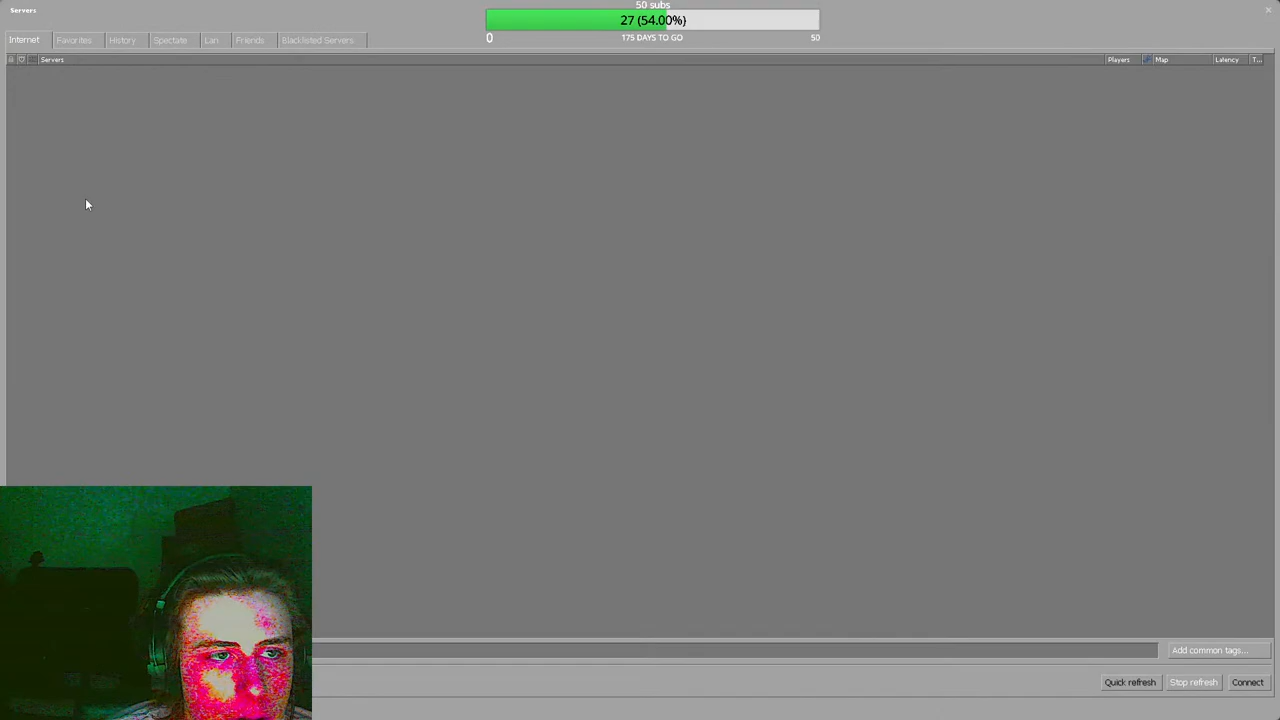 50 subs
Servers
27 (54.00%)
0 175 DAYS TO GO 50
Internet Favorites History Spectate Lan Friends Blacklisted Servers
Servers Players Map Latency T...
Add common tags...
Quick refresh Stop refresh Connect